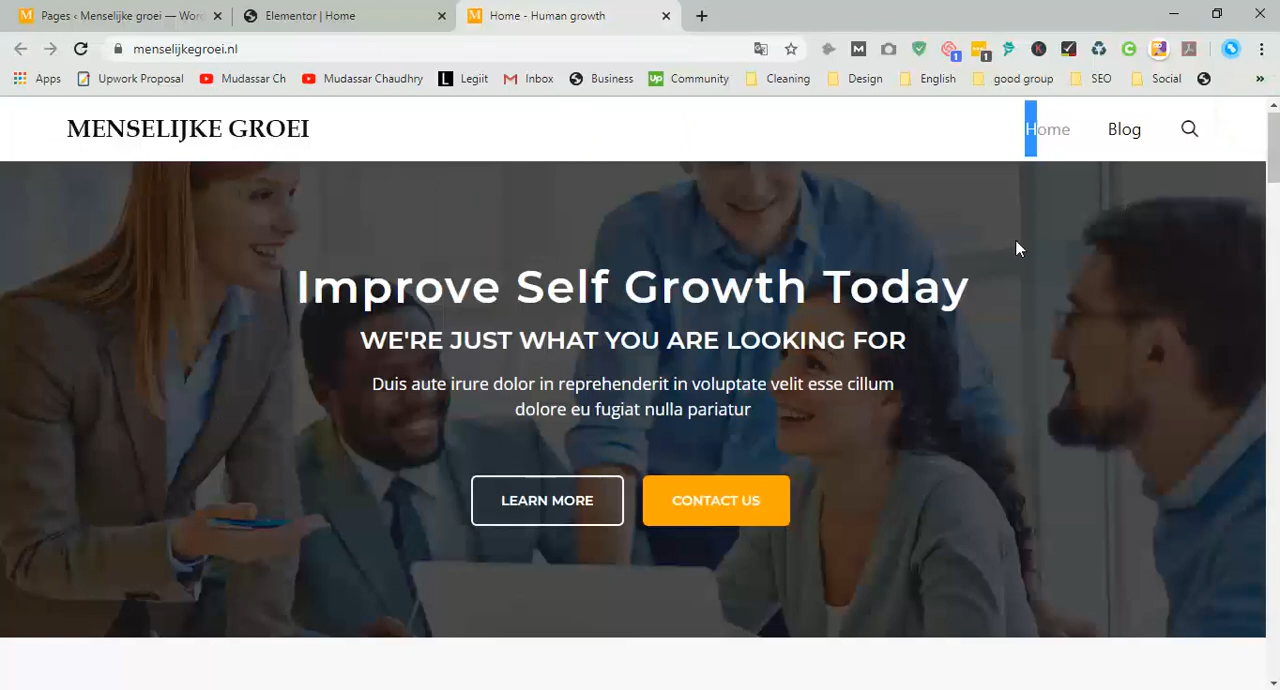 Pages ‹ Menselijke groei — Wor
Elementor | Home
Home - Human growth
menselijkegroei.nl
1
1
Apps
Upwork Proposal
Mudassar Ch
Mudassar Chaudhry
Legiit
Inbox
Business
Community
Cleaning
Design
English
good group
SEO
Social
»
MENSELIJKE GROEI
Home
Blog
Improve Self Growth Today
WE'RE JUST WHAT YOU ARE LOOKING FOR
Duis aute irure dolor in reprehenderit in voluptate velit esse cillum
dolore eu fugiat nulla pariatur
LEARN MORE
CONTACT US